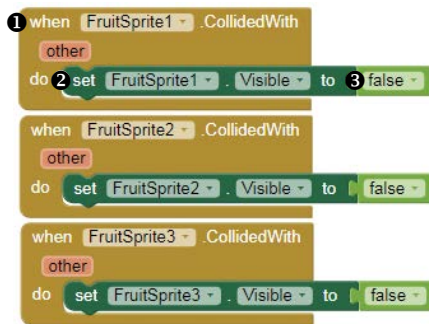 ❶ when FruitSprite1 .CollidedWith
other
do ❷ set FruitSprite1 . Visible to ❸ false
when FruitSprite2 .CollidedWith
other
do set FruitSprite2 . Visible to false
when FruitSprite3 .CollidedWith
other
do set FruitSprite3 . Visible to false